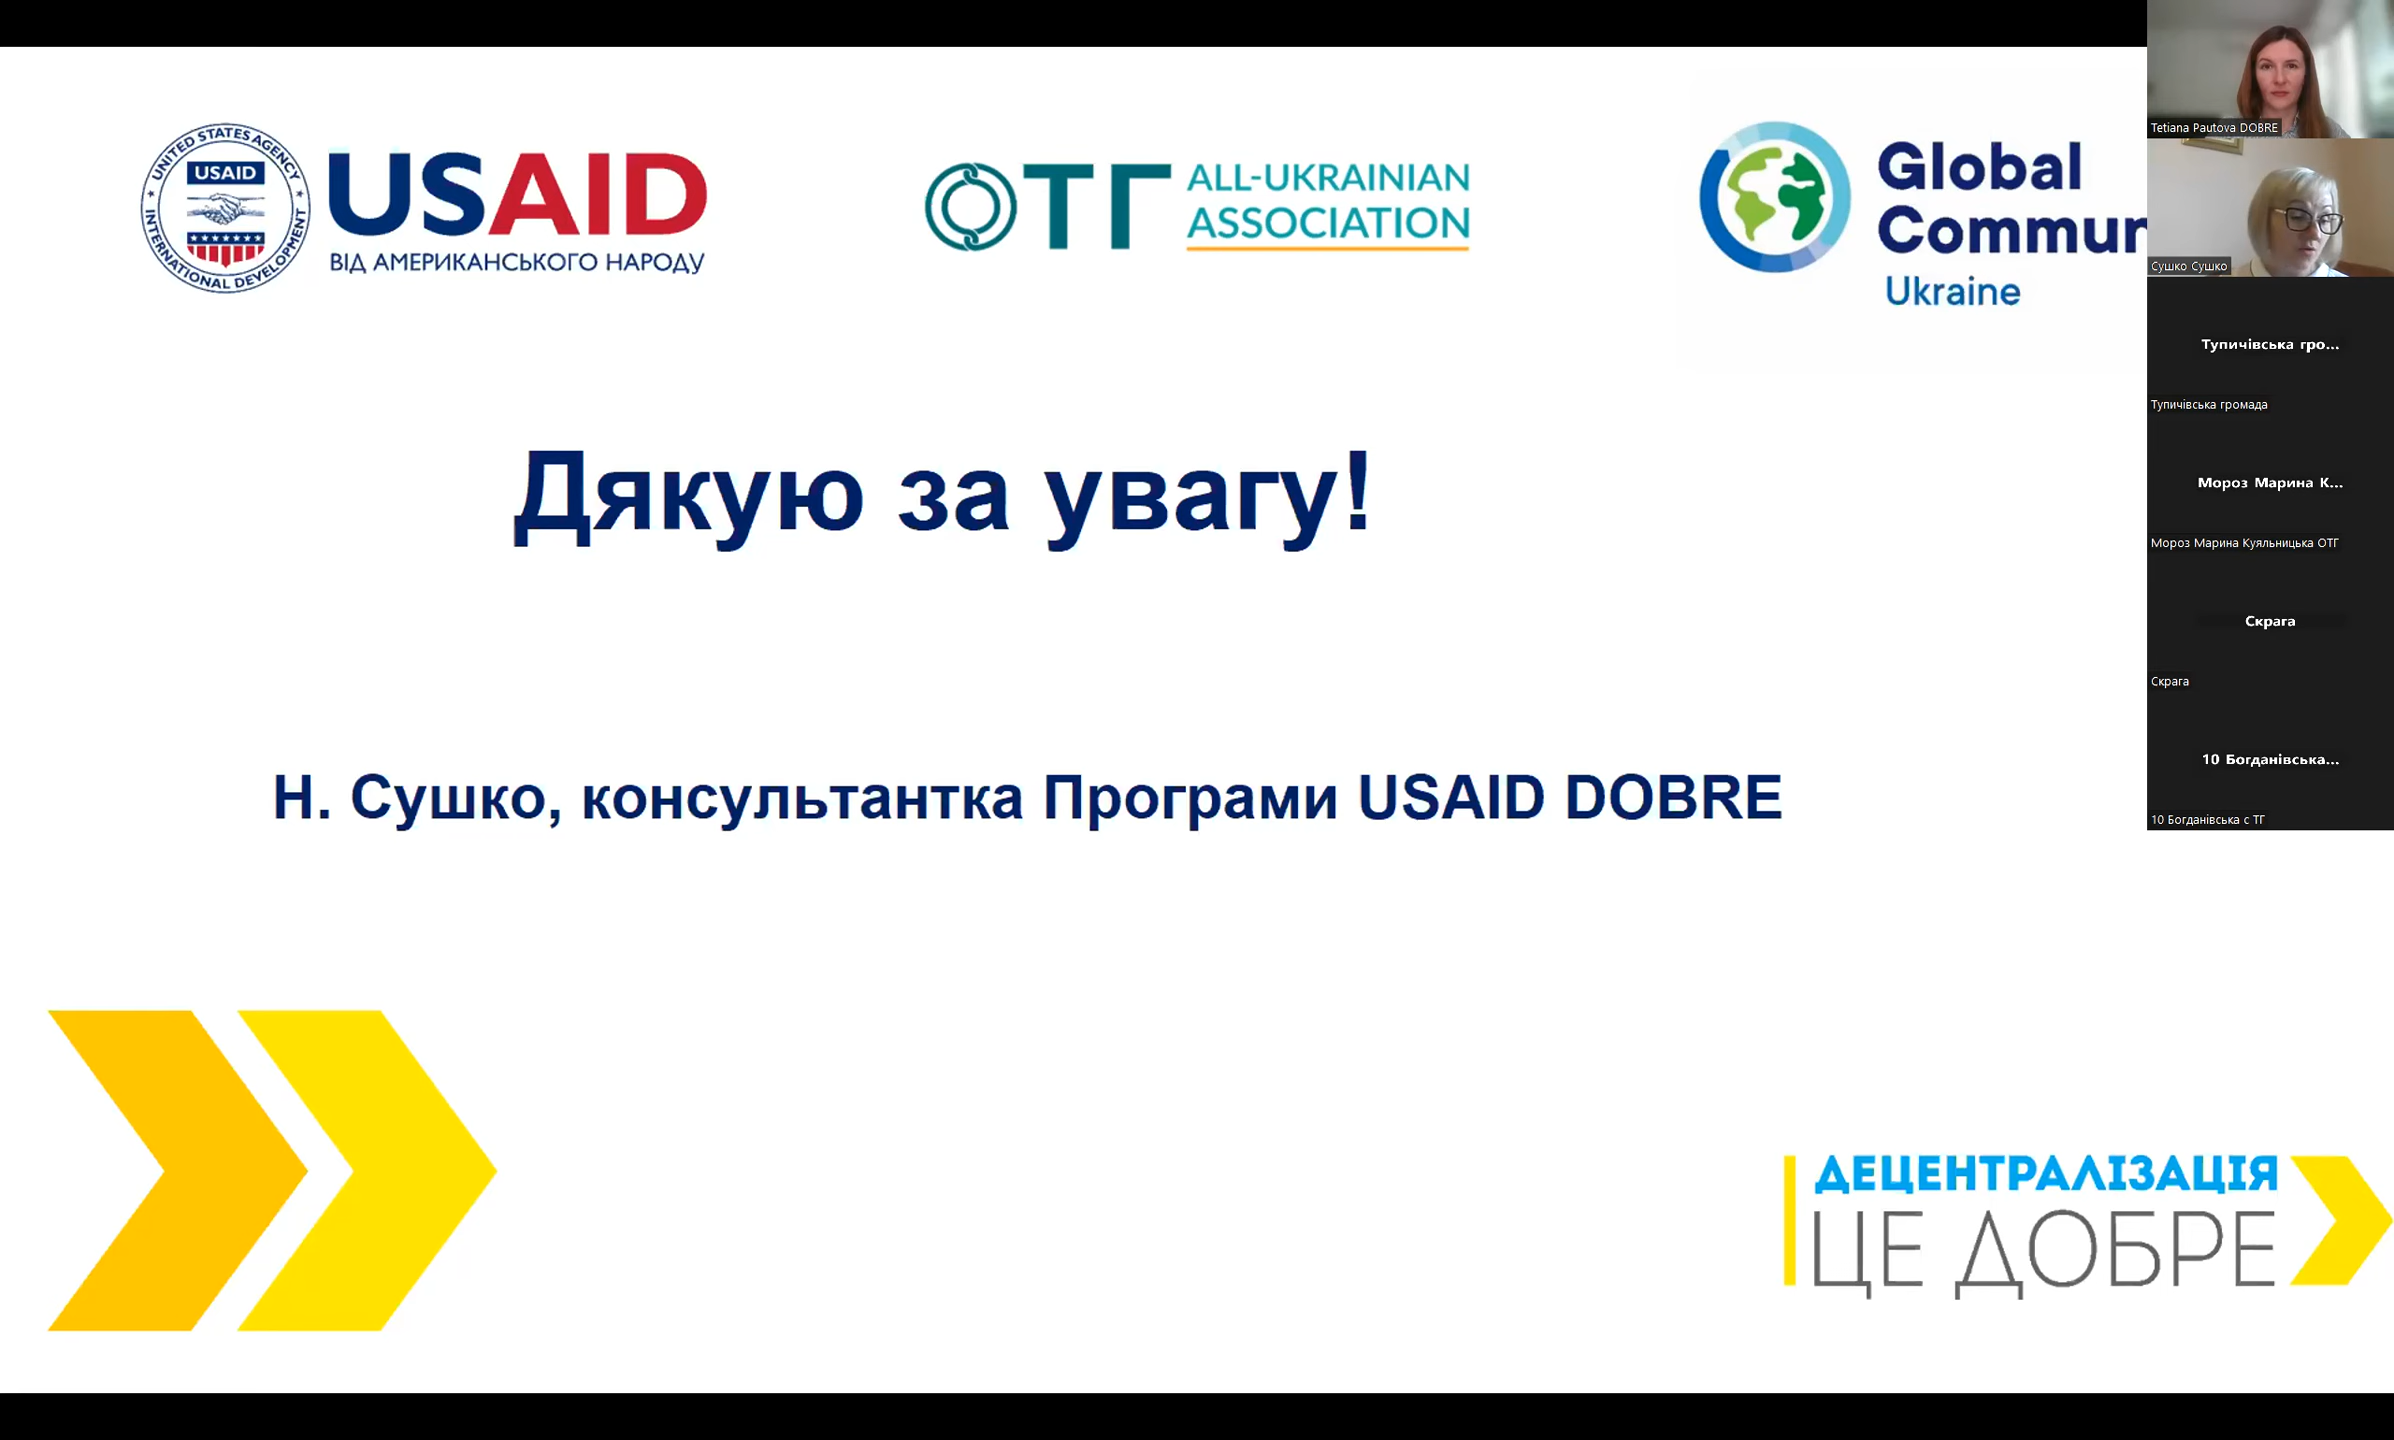 UNITED STATES AGENCY
USAID
INTERNATIONAL DEVELOPMENT
USAID
ВІД АМЕРИКАНСЬКОГО НАРОДУ
ОТГ
ALL-UKRAINIAN
ASSOCIATION
Global
Commun
Ukraine
Дякую за увагу!
Н. Сушко, консультантка Програми USAID DOBRE
ДЕЦЕНТРАЛІЗАЦІЯ
ЦЕ ДОБРЕ
Tetiana Pautova DOBRE
Сушко Сушко
Тупичівська гро...
Тупичівська громада
Мороз Марина К...
Мороз Марина Куяльницька ОТГ
Скрага
Скрага
10 Богданівська...
10 Богданівська с ТГ